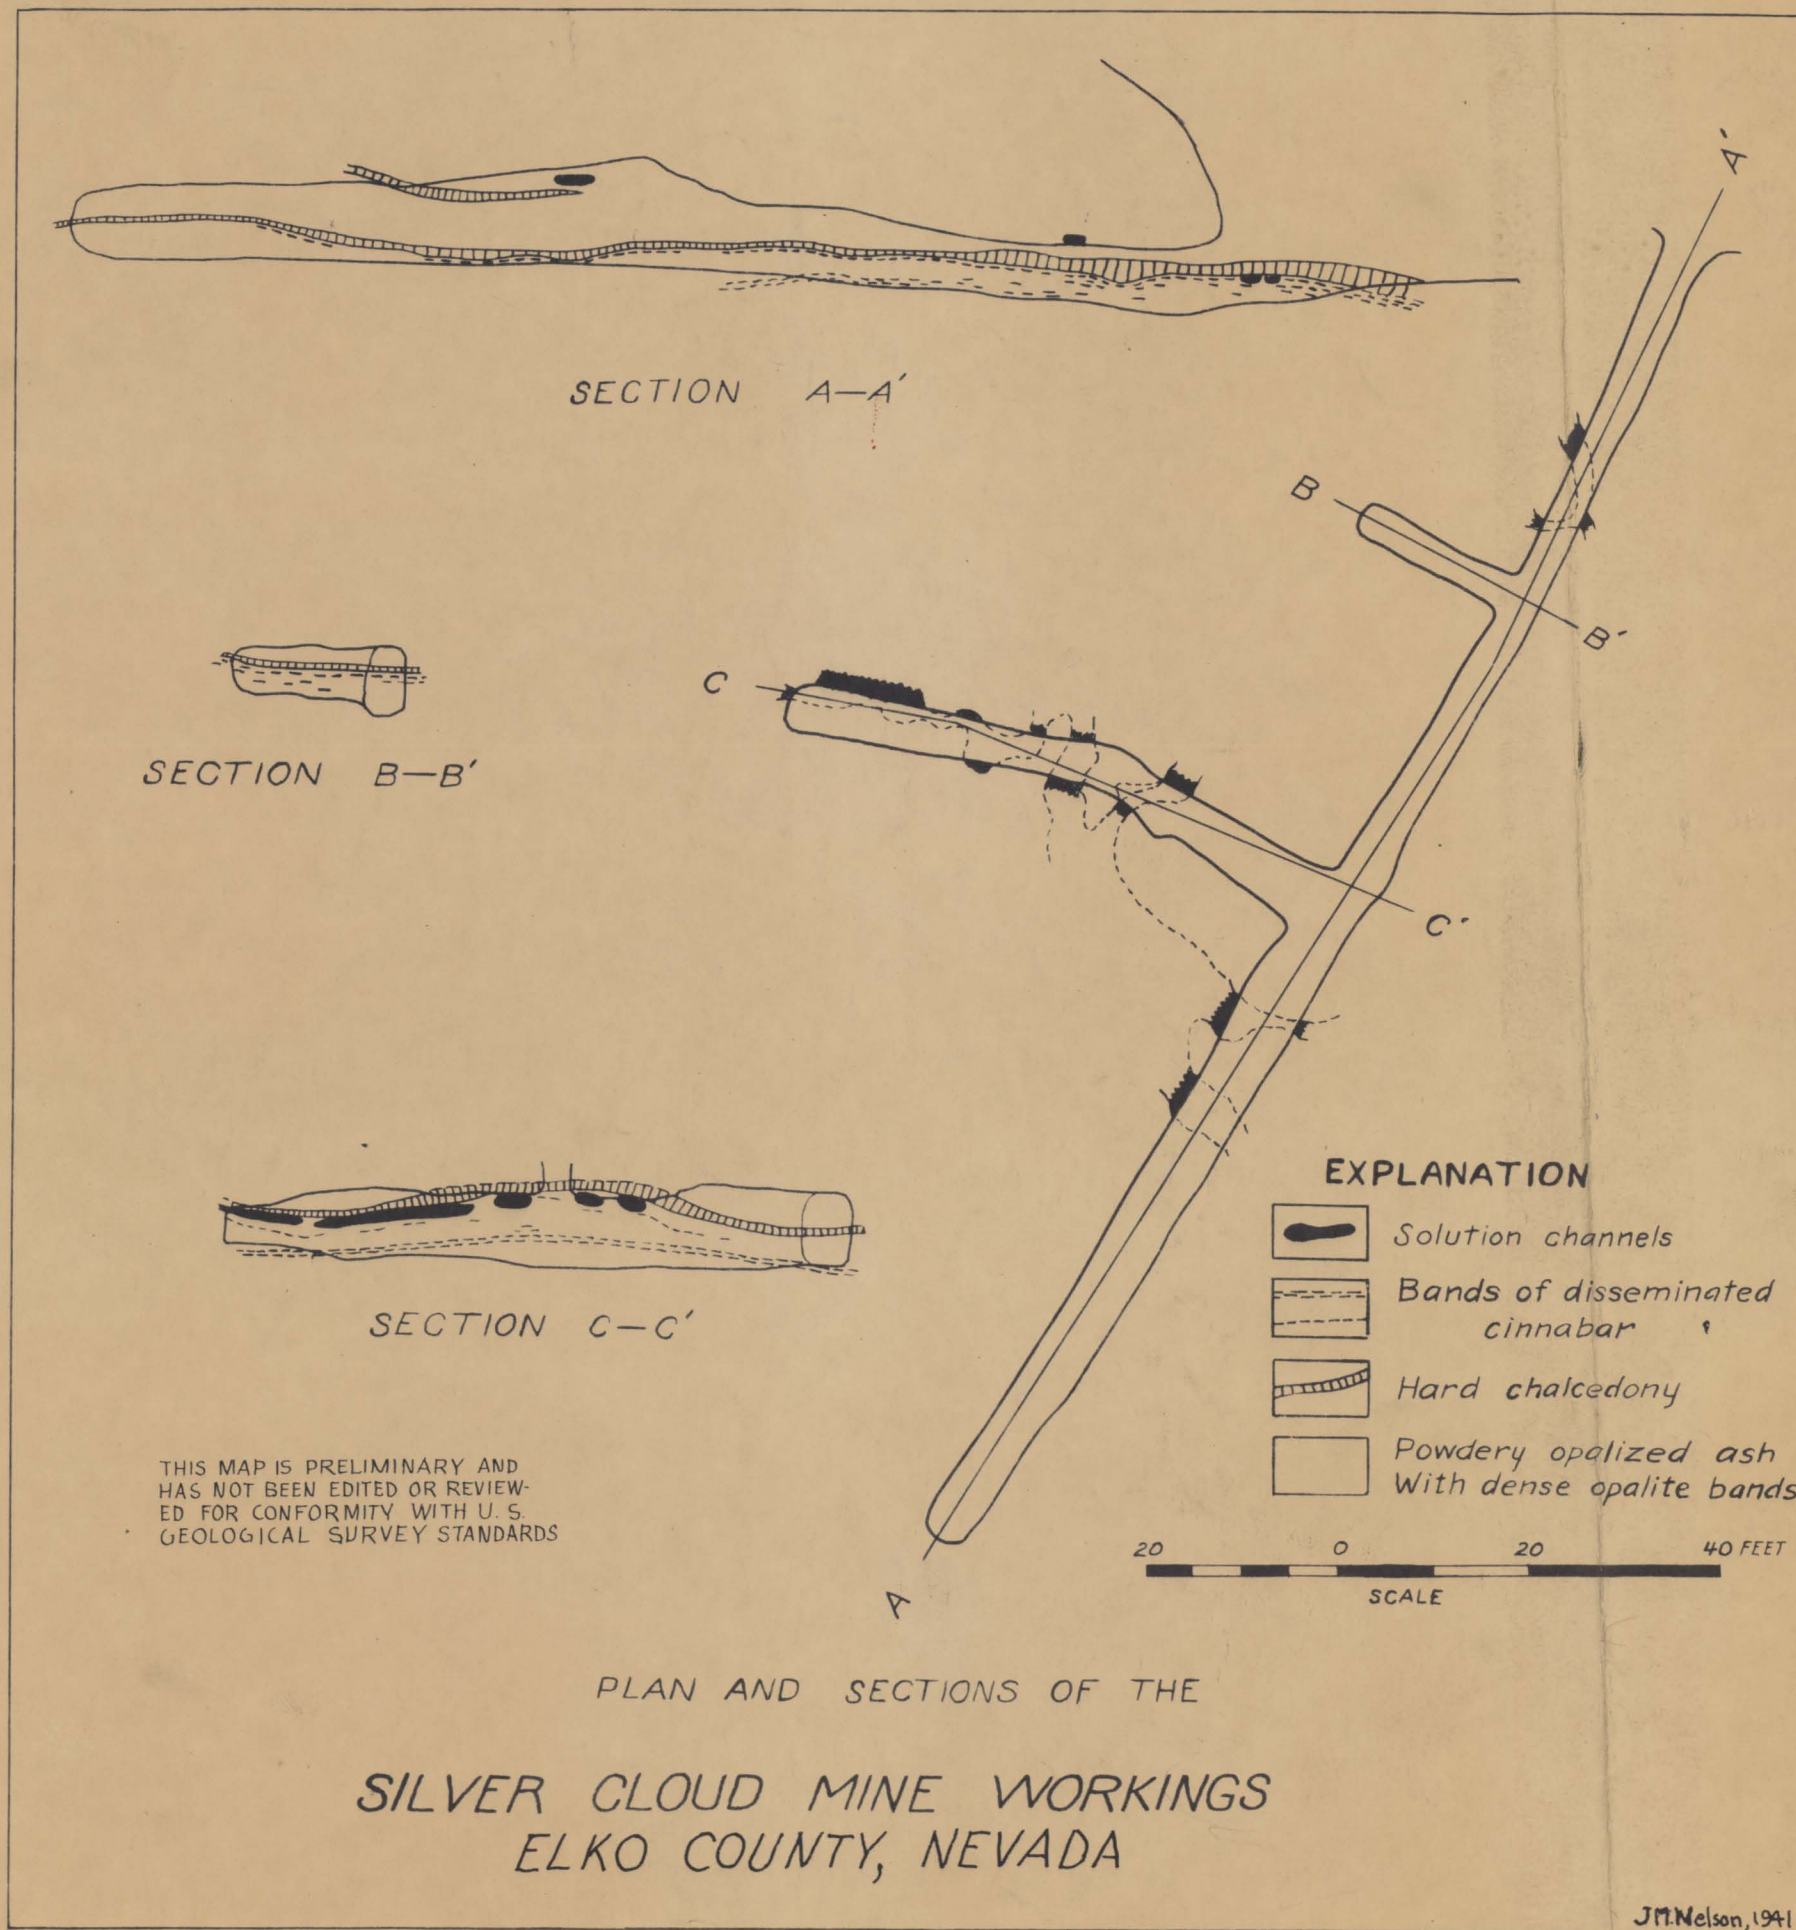 A'
SECTION A—A'
B
B'
C
SECTION B—B'
C'
EXPLANATION
Solution channels
Bands of disseminated
cinnabar
SECTION C—C'
Hard chalcedony
Powdery opalized ash
With dense opalite bands
THIS MAP IS PRELIMINARY AND
HAS NOT BEEN EDITED OR REVIEW-
ED FOR CONFORMITY WITH U. S.
GEOLOGICAL SURVEY STANDARDS
20 0 20 40 FEET
SCALE
A
PLAN AND SECTIONS OF THE
SILVER CLOUD MINE WORKINGS
ELKO COUNTY, NEVADA
J.M. Nelson, 1941